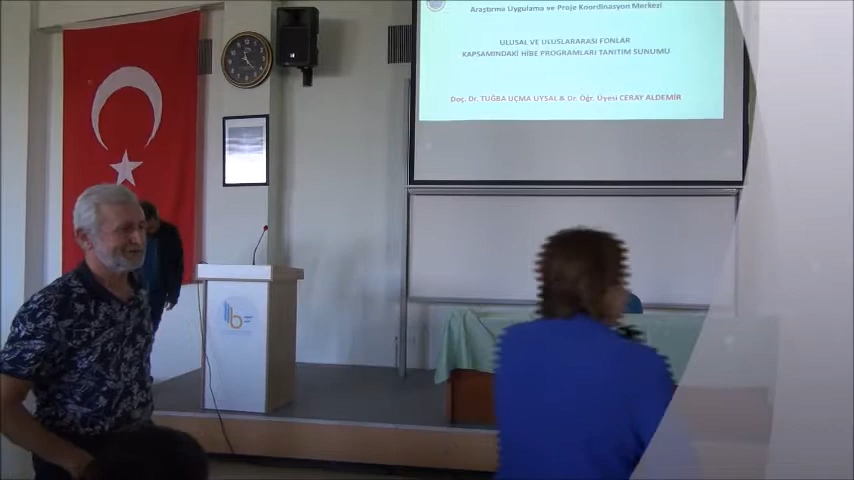 Araştırma Uygulama ve Proje Koordinasyon Merkezi
ULUSAL VE ULUSLARARASI FONLAR
KAPSAMINDAKİ HİBE PROGRAMLARI TANITIM SUNUMU
Doç. Dr. TUĞBA UÇMA UYSAL & Dr. Öğr. Üyesi CERAY ALDEMİR